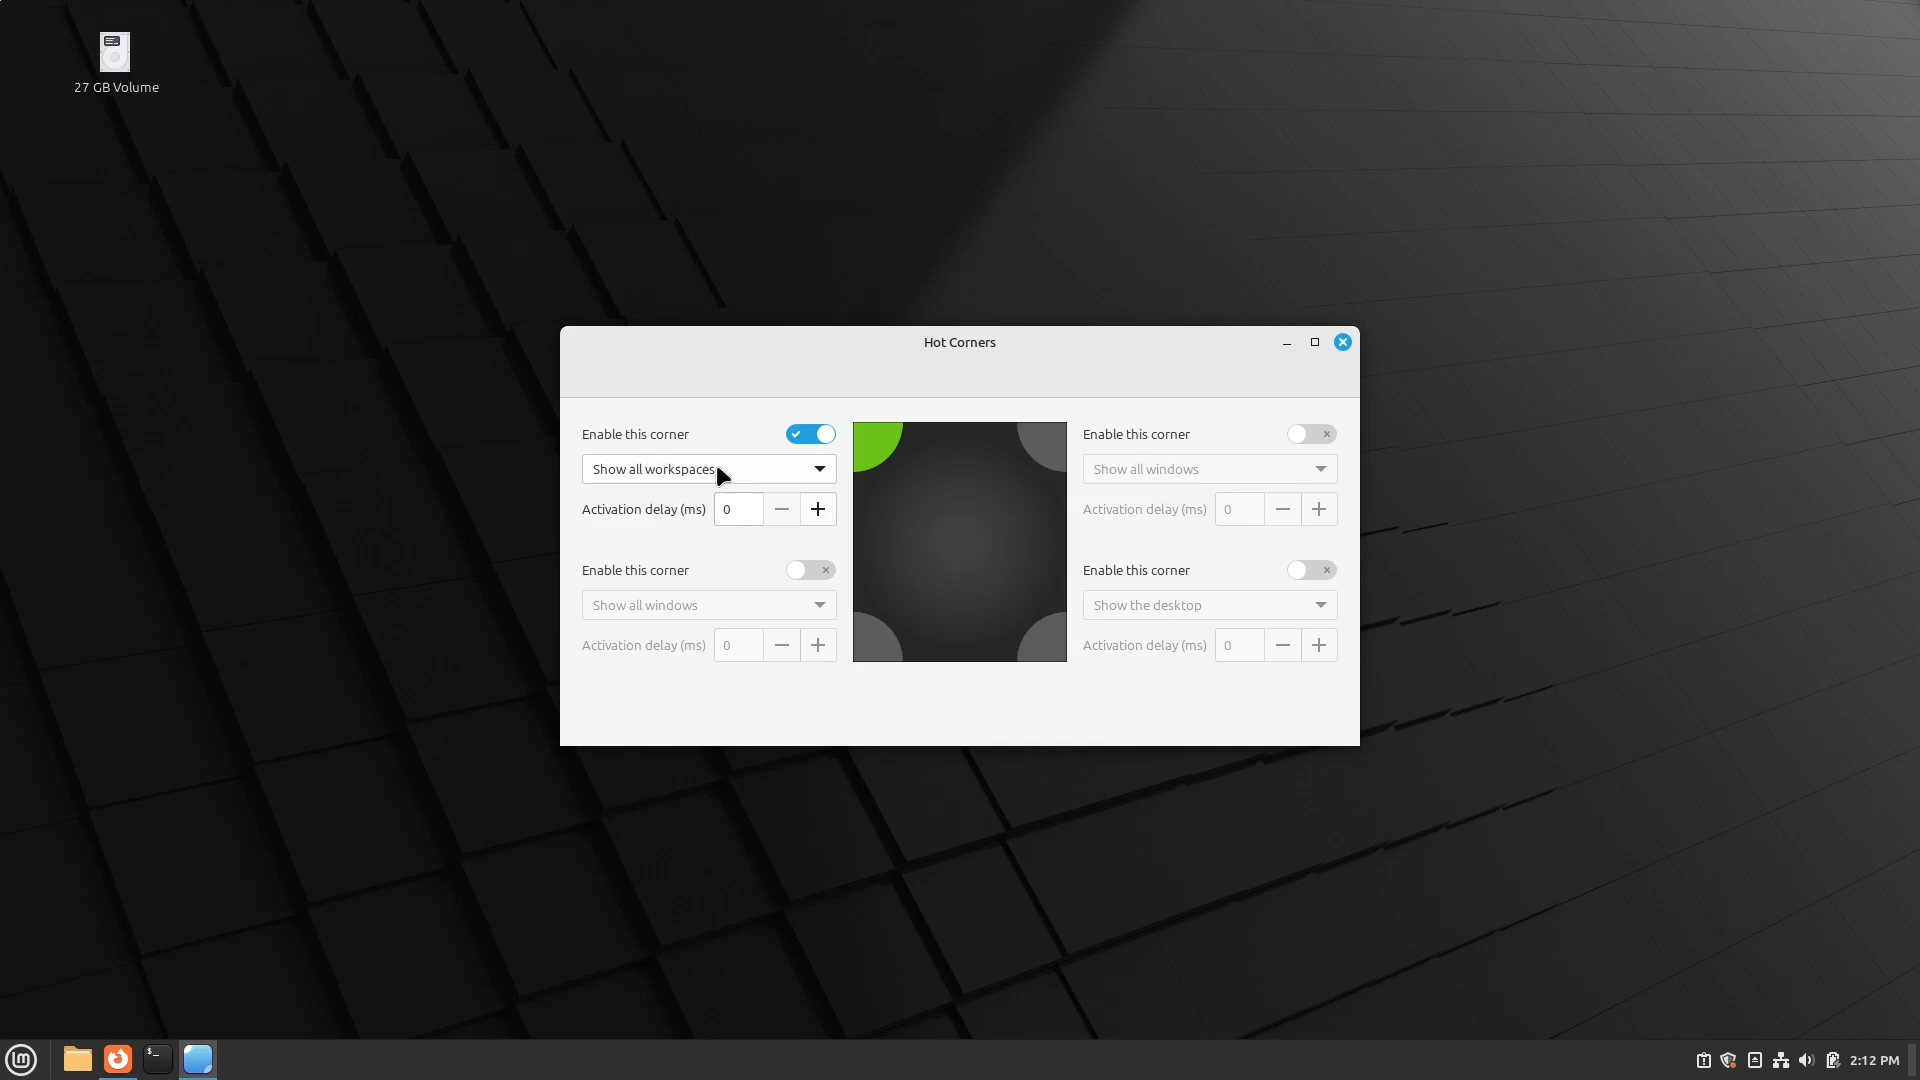 27 GB Volume
Hot Corners
Enable this corner
Show all workspaces
Activation delay (ms) 0
Enable this corner
Show all windows
Activation delay (ms) 0
Enable this corner
Show all windows
Activation delay (ms) 0
Enable this corner
Show the desktop
Activation delay (ms) 0
2:12 PM